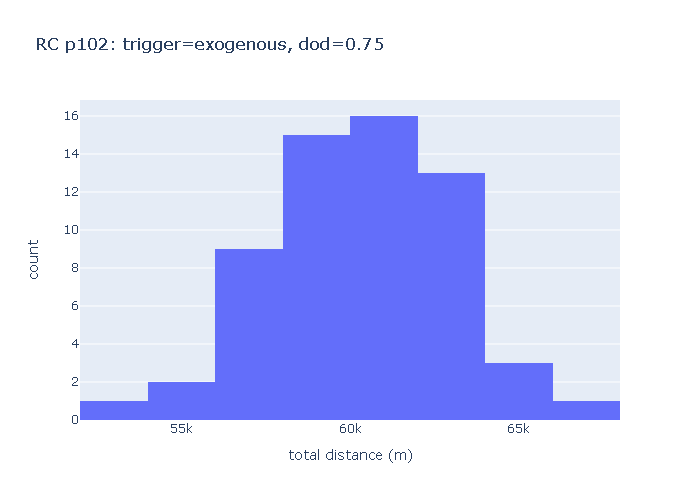 RC p102: trigger=exogenous, dod=0.75
16
14
12
10
8
6
4
2
0
count
55k
60k
65k
total distance (m)